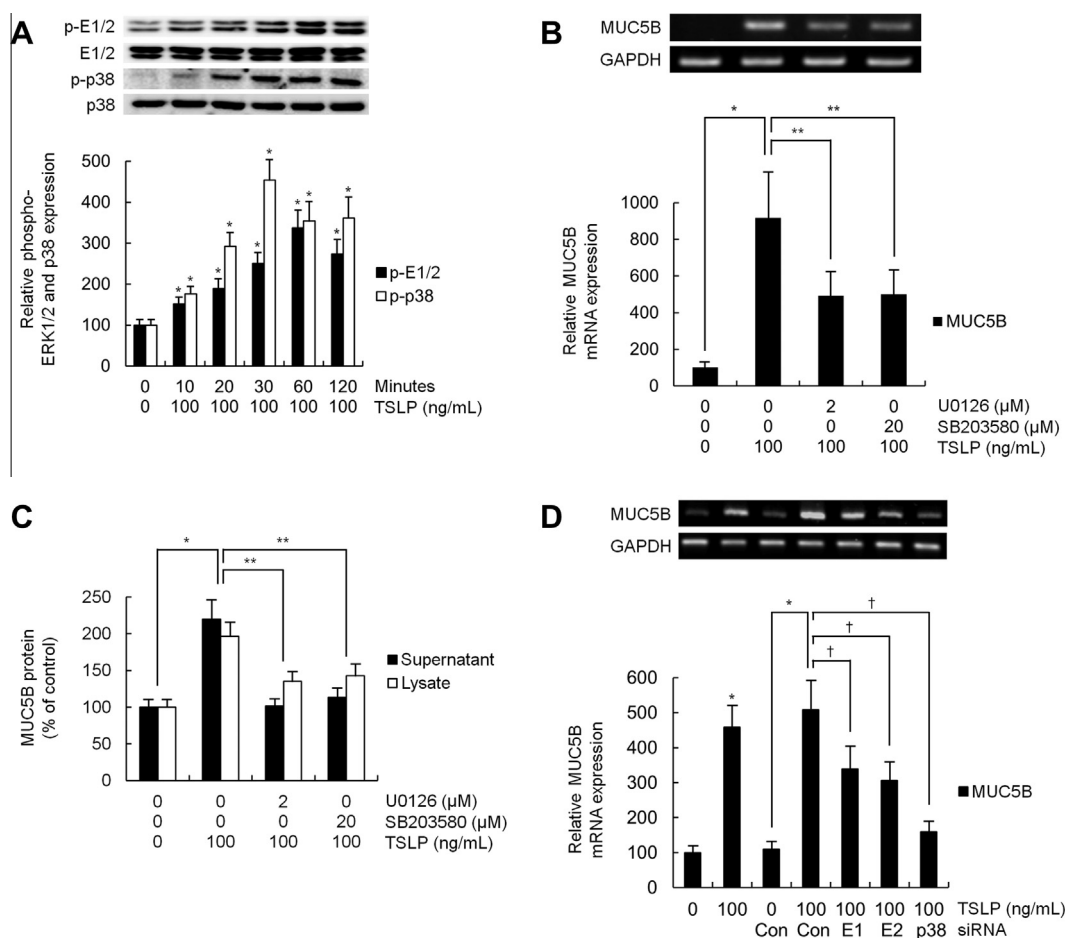 A
p-E1/2
E1/2
p-p38
p38
Relative phospho-
ERK1/2 and p38 expression
500
400
300
200
100
0
* * * * * * * * * *
p-E1/2
p-p38
0 10 20 30 60 120 Minutes
0 100 100 100 100 100 TSLP (ng/mL)
B
MUC5B
GAPDH
* **
**
Relative MUC5B
mRNA expression
1000
800
600
400
200
0
MUC5B
0 0 2 0 U0126 (µM)
0 0 0 20 SB203580 (µM)
0 100 100 100 TSLP (ng/mL)
C
* **
**
MUC5B protein
(% of control)
250
200
150
100
50
0
Supernatant
Lysate
0 0 2 0 U0126 (µM)
0 0 0 20 SB203580 (µM)
0 100 100 100 TSLP (ng/mL)
D
MUC5B
GAPDH
* †
†
†
*
Relative MUC5B
mRNA expression
600
500
400
300
200
100
0
MUC5B
0 100 0 100 100 100 100 TSLP (ng/mL)
Con Con E1 E2 p38 siRNA